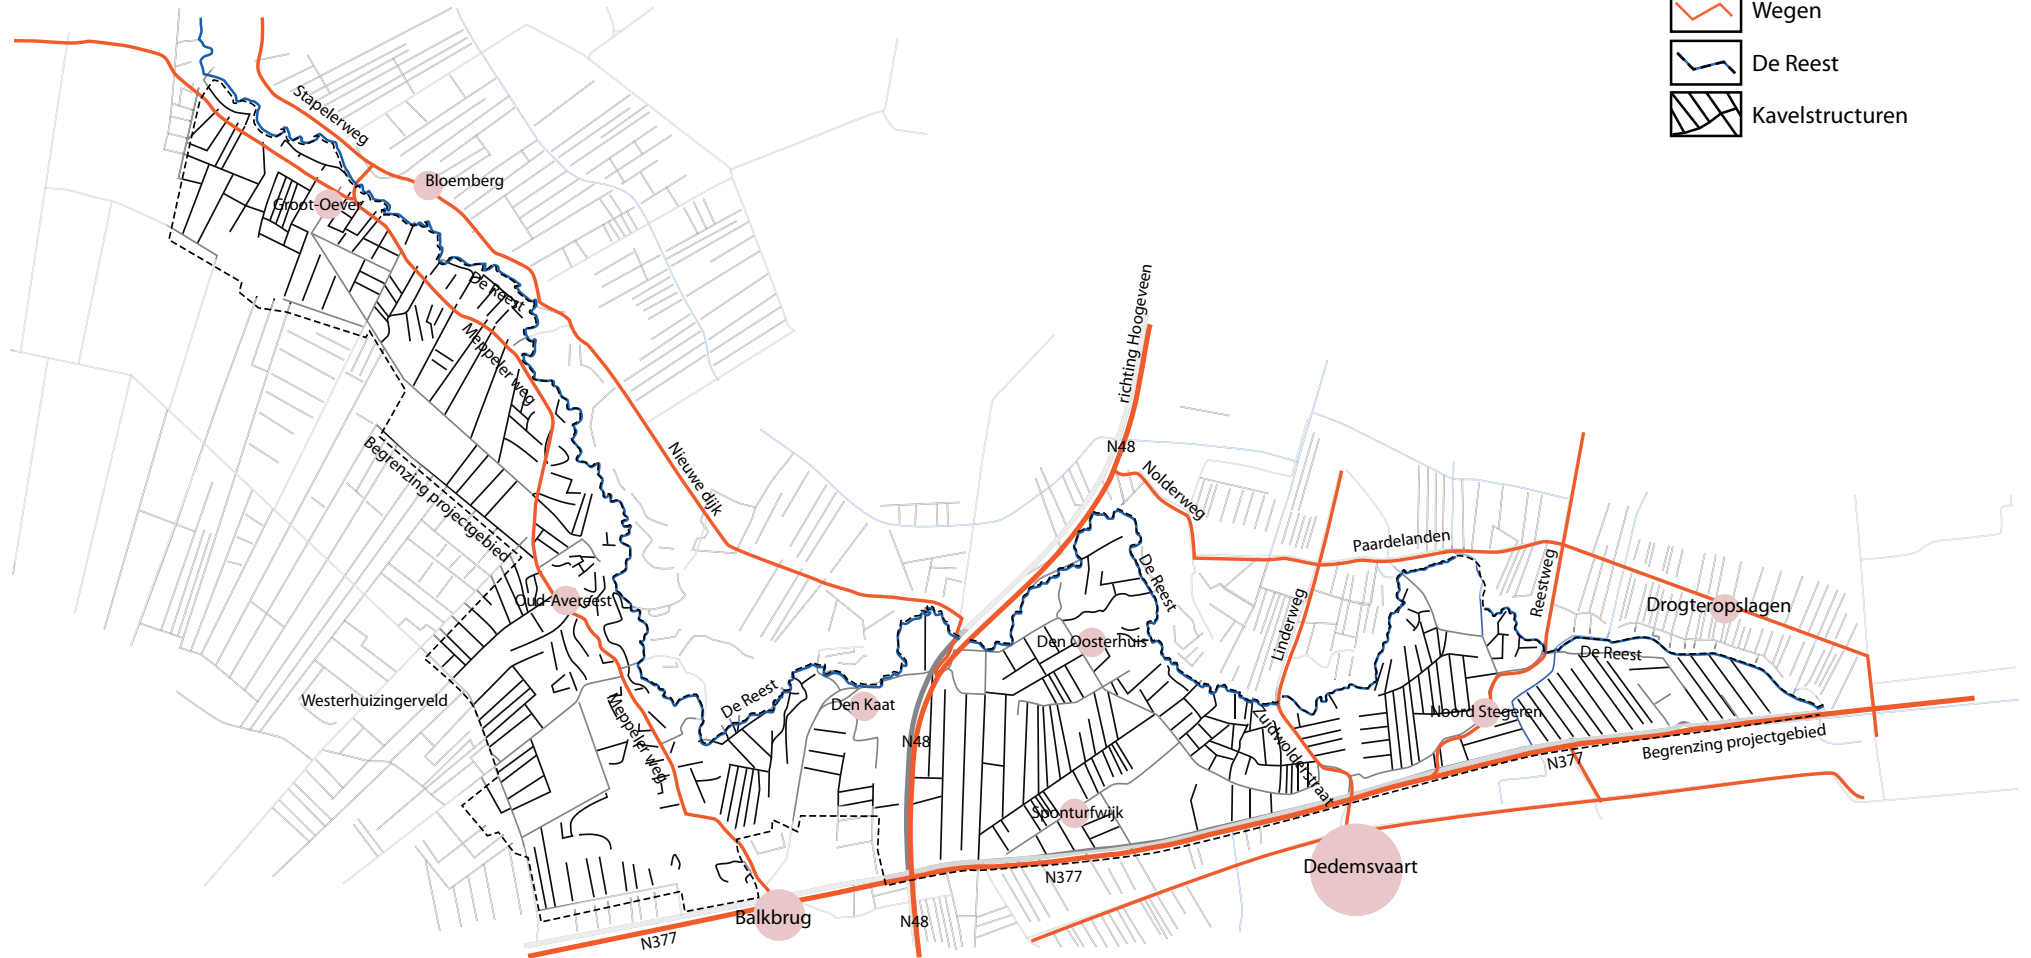 Wegen
De Reest
Kavelstructuren
Stapelerweg
Bloemberg
Groot-Oever
De Reest
Meppeler weg
richting Hoogeveen
N48
Begrenzing projectgebied
Nieuwe dijk
Nolderweg
Paardelanden
De Reest
Reestweg
Oud-Avereest
Drogteropslagen
Linderweg
Den Oosterhuis
De Reest
Westerhuizingerveld
De Reest
Den Kaat
Noord Stegeren
Meppeler weg
N48
Zuidwolderstraat
Begrenzing projectgebied
N377
Sponturfwijk
Dedemsvaart
N377
Balkbrug
N48
N377